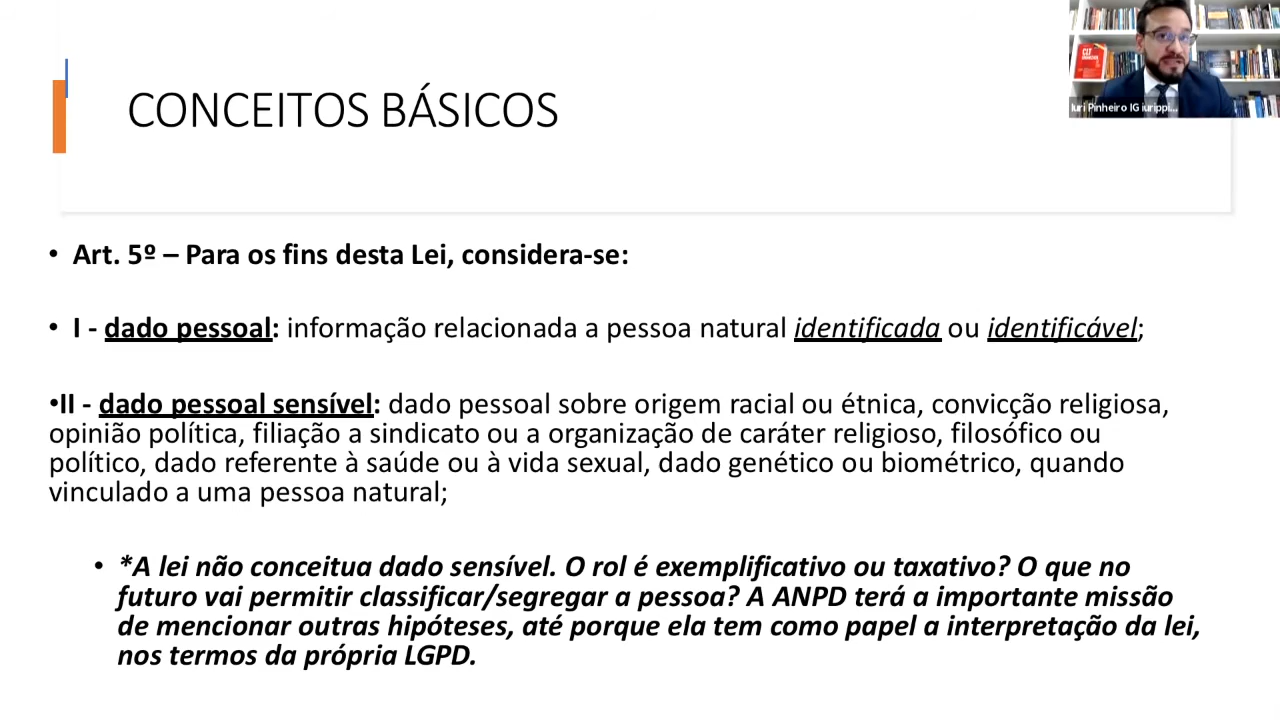 CONCEITOS BÁSICOS
CLT
Iuri Pinheiro IG iurippi...
• Art. 5º – Para os fins desta Lei, considera-se:
• I - dado pessoal: informação relacionada a pessoa natural identificada ou identificável;
•II - dado pessoal sensível: dado pessoal sobre origem racial ou étnica, convicção religiosa,
opinião política, filiação a sindicato ou a organização de caráter religioso, filosófico ou
político, dado referente à saúde ou à vida sexual, dado genético ou biométrico, quando
vinculado a uma pessoa natural;
• *A lei não conceitua dado sensível. O rol é exemplificativo ou taxativo? O que no
futuro vai permitir classificar/segregar a pessoa? A ANPD terá a importante missão
de mencionar outras hipóteses, até porque ela tem como papel a interpretação da lei,
nos termos da própria LGPD.